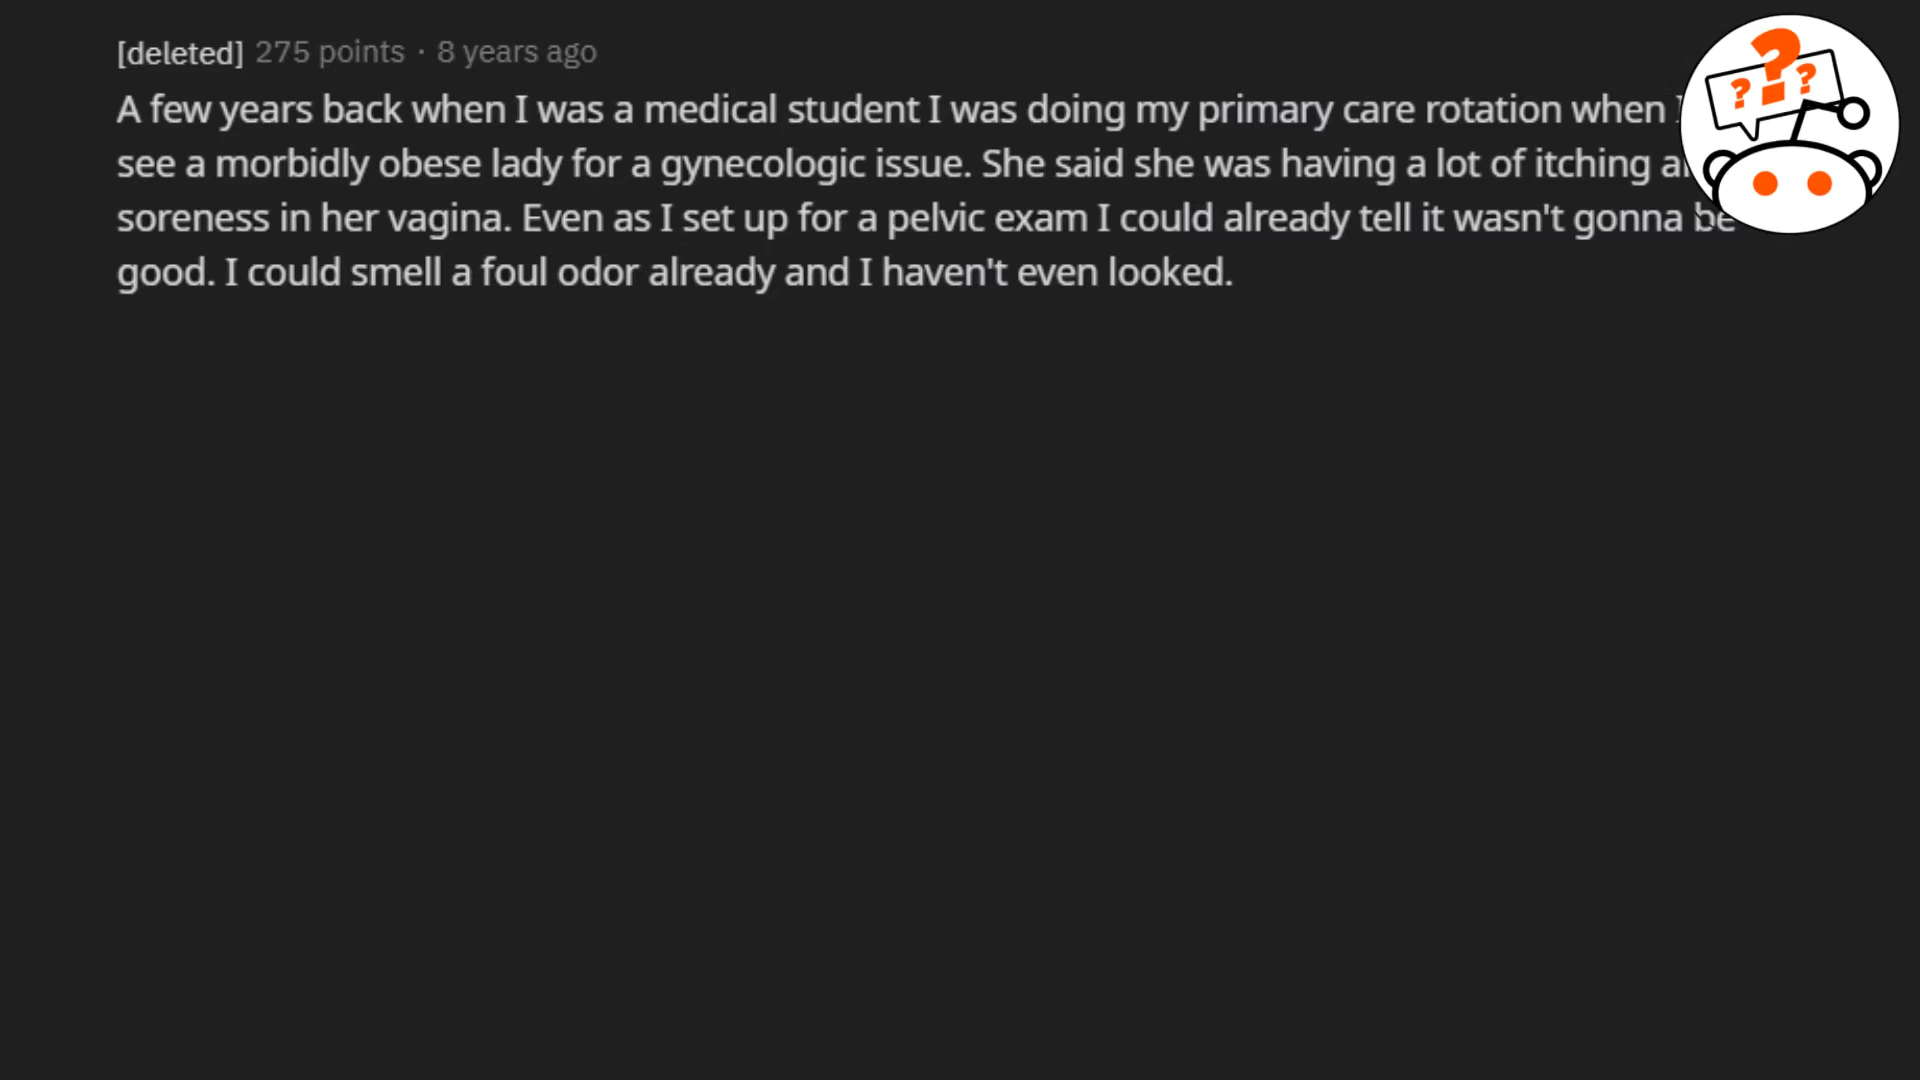 [deleted] 275 points · 8 years ago
A few years back when I was a medical student I was doing my primary care rotation when
see a morbidly obese lady for a gynecologic issue. She said she was having a lot of itching
soreness in her vagina. Even as I set up for a pelvic exam I could already tell it wasn't gonna be
good. I could smell a foul odor already and I haven't even looked.
? ? ?